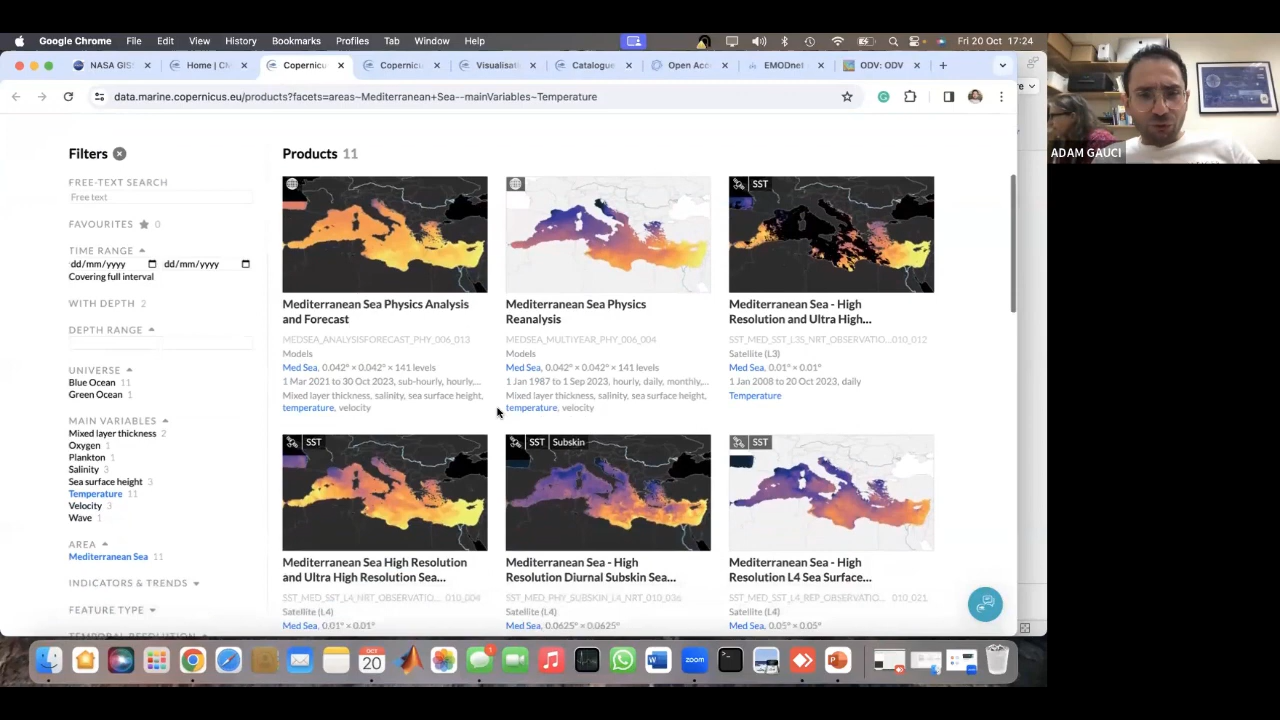 Google Chrome File Edit View History Bookmarks Profiles Tab Window Help Fri 20 Oct 17:24
NASA GIS: Home | CM Copernicu Copernicu Visualisati Catalogue Open Acc EMODnet ODV: ODV
data.marine.copernicus.eu/products?facets=areas~Mediterranean+Sea--mainVariables~Temperature
ADAM GAUCI
Filters
FREE-TEXT SEARCH
Free text
FAVOURITES 0
TIME RANGE
dd/mm/yyyy dd/mm/yyyy
Covering full interval
WITH DEPTH 2
DEPTH RANGE
UNIVERSE
Blue Ocean 11
Green Ocean 1
MAIN VARIABLES
Mixed layer thickness 2
Oxygen 1
Plankton 1
Salinity 3
Sea surface height 3
Temperature 11
Velocity 3
Wave 1
AREA
Mediterranean Sea 11
INDICATORS & TRENDS
FEATURE TYPE
Products 11
Mediterranean Sea Physics Analysis
and Forecast
MEDSEA_ANALYSISFORECAST_PHY_006_013
Models
Med Sea, 0.042° × 0.042° × 141 levels
1 Mar 2021 to 30 Oct 2023, sub-hourly, hourly,...
Mixed layer thickness, salinity, sea surface height,
temperature, velocity
Mediterranean Sea Physics
Reanalysis
MEDSEA_MULTIYEAR_PHY_006_004
Models
Med Sea, 0.042° × 0.042° × 141 levels
1 Jan 1987 to 1 Sep 2023, hourly, daily, monthly,...
Mixed layer thickness, salinity, sea surface height,
temperature, velocity
SST
Mediterranean Sea - High
Resolution and Ultra High...
SST_MED_SST_L3S_NRT_OBSERVATIO... 010_012
Satellite (L3)
Med Sea, 0.01° × 0.01°
1 Jan 2008 to 20 Oct 2023, daily
Temperature
SST
Mediterranean Sea High Resolution
and Ultra High Resolution Sea...
SST_MED_SST_L4_NRT_OBSERVATIO... 010_004
Satellite (L4)
Med Sea, 0.01° × 0.01°
SST Subskin
Mediterranean Sea - High
Resolution Diurnal Subskin Sea...
SST_MED_PHY_SUBSKIN_L4_NRT_010_036
Satellite (L4)
Med Sea, 0.0625° × 0.0625°
SST
Mediterranean Sea - High
Resolution L4 Sea Surface...
SST_MED_SST_L4_REP_OBSERVATIO... 010_021
Satellite (L4)
Med Sea, 0.05° × 0.05°
OCT
20
1
zoom